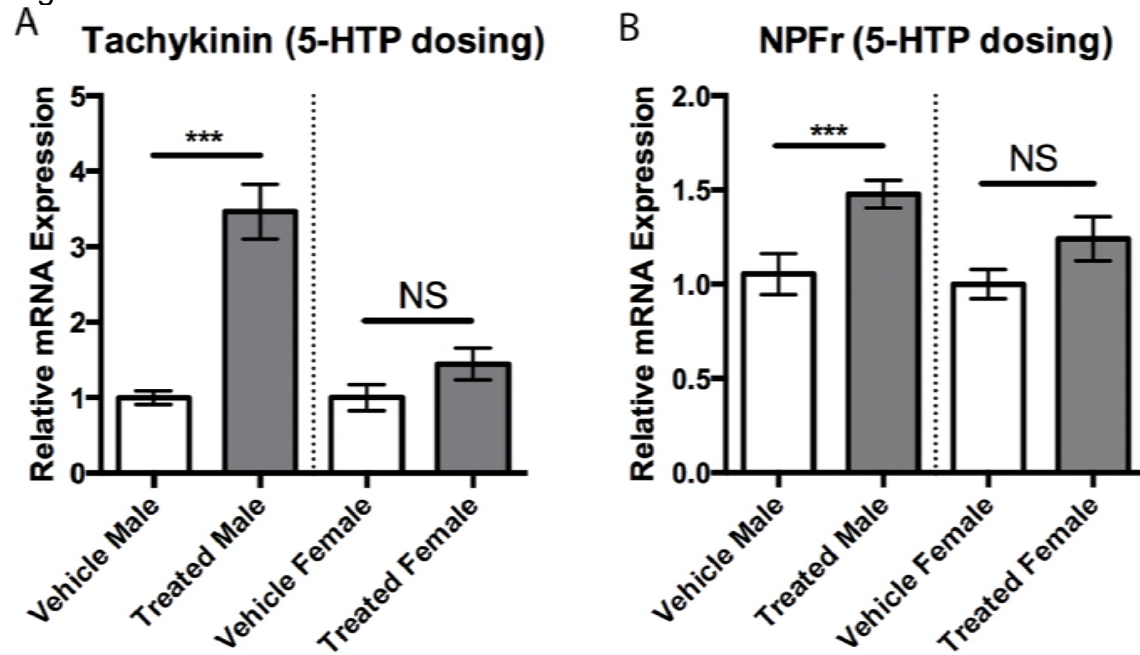 A
Tachykinin (5-HTP dosing)
Relative mRNA Expression
5
4
3
2
1
0
***
NS
Vehicle Male
Treated Male
Vehicle Female
Treated Female
B
NPFr (5-HTP dosing)
Relative mRNA Expression
2.0
1.5
1.0
0.5
0.0
***
NS
Vehicle Male
Treated Male
Vehicle Female
Treated Female